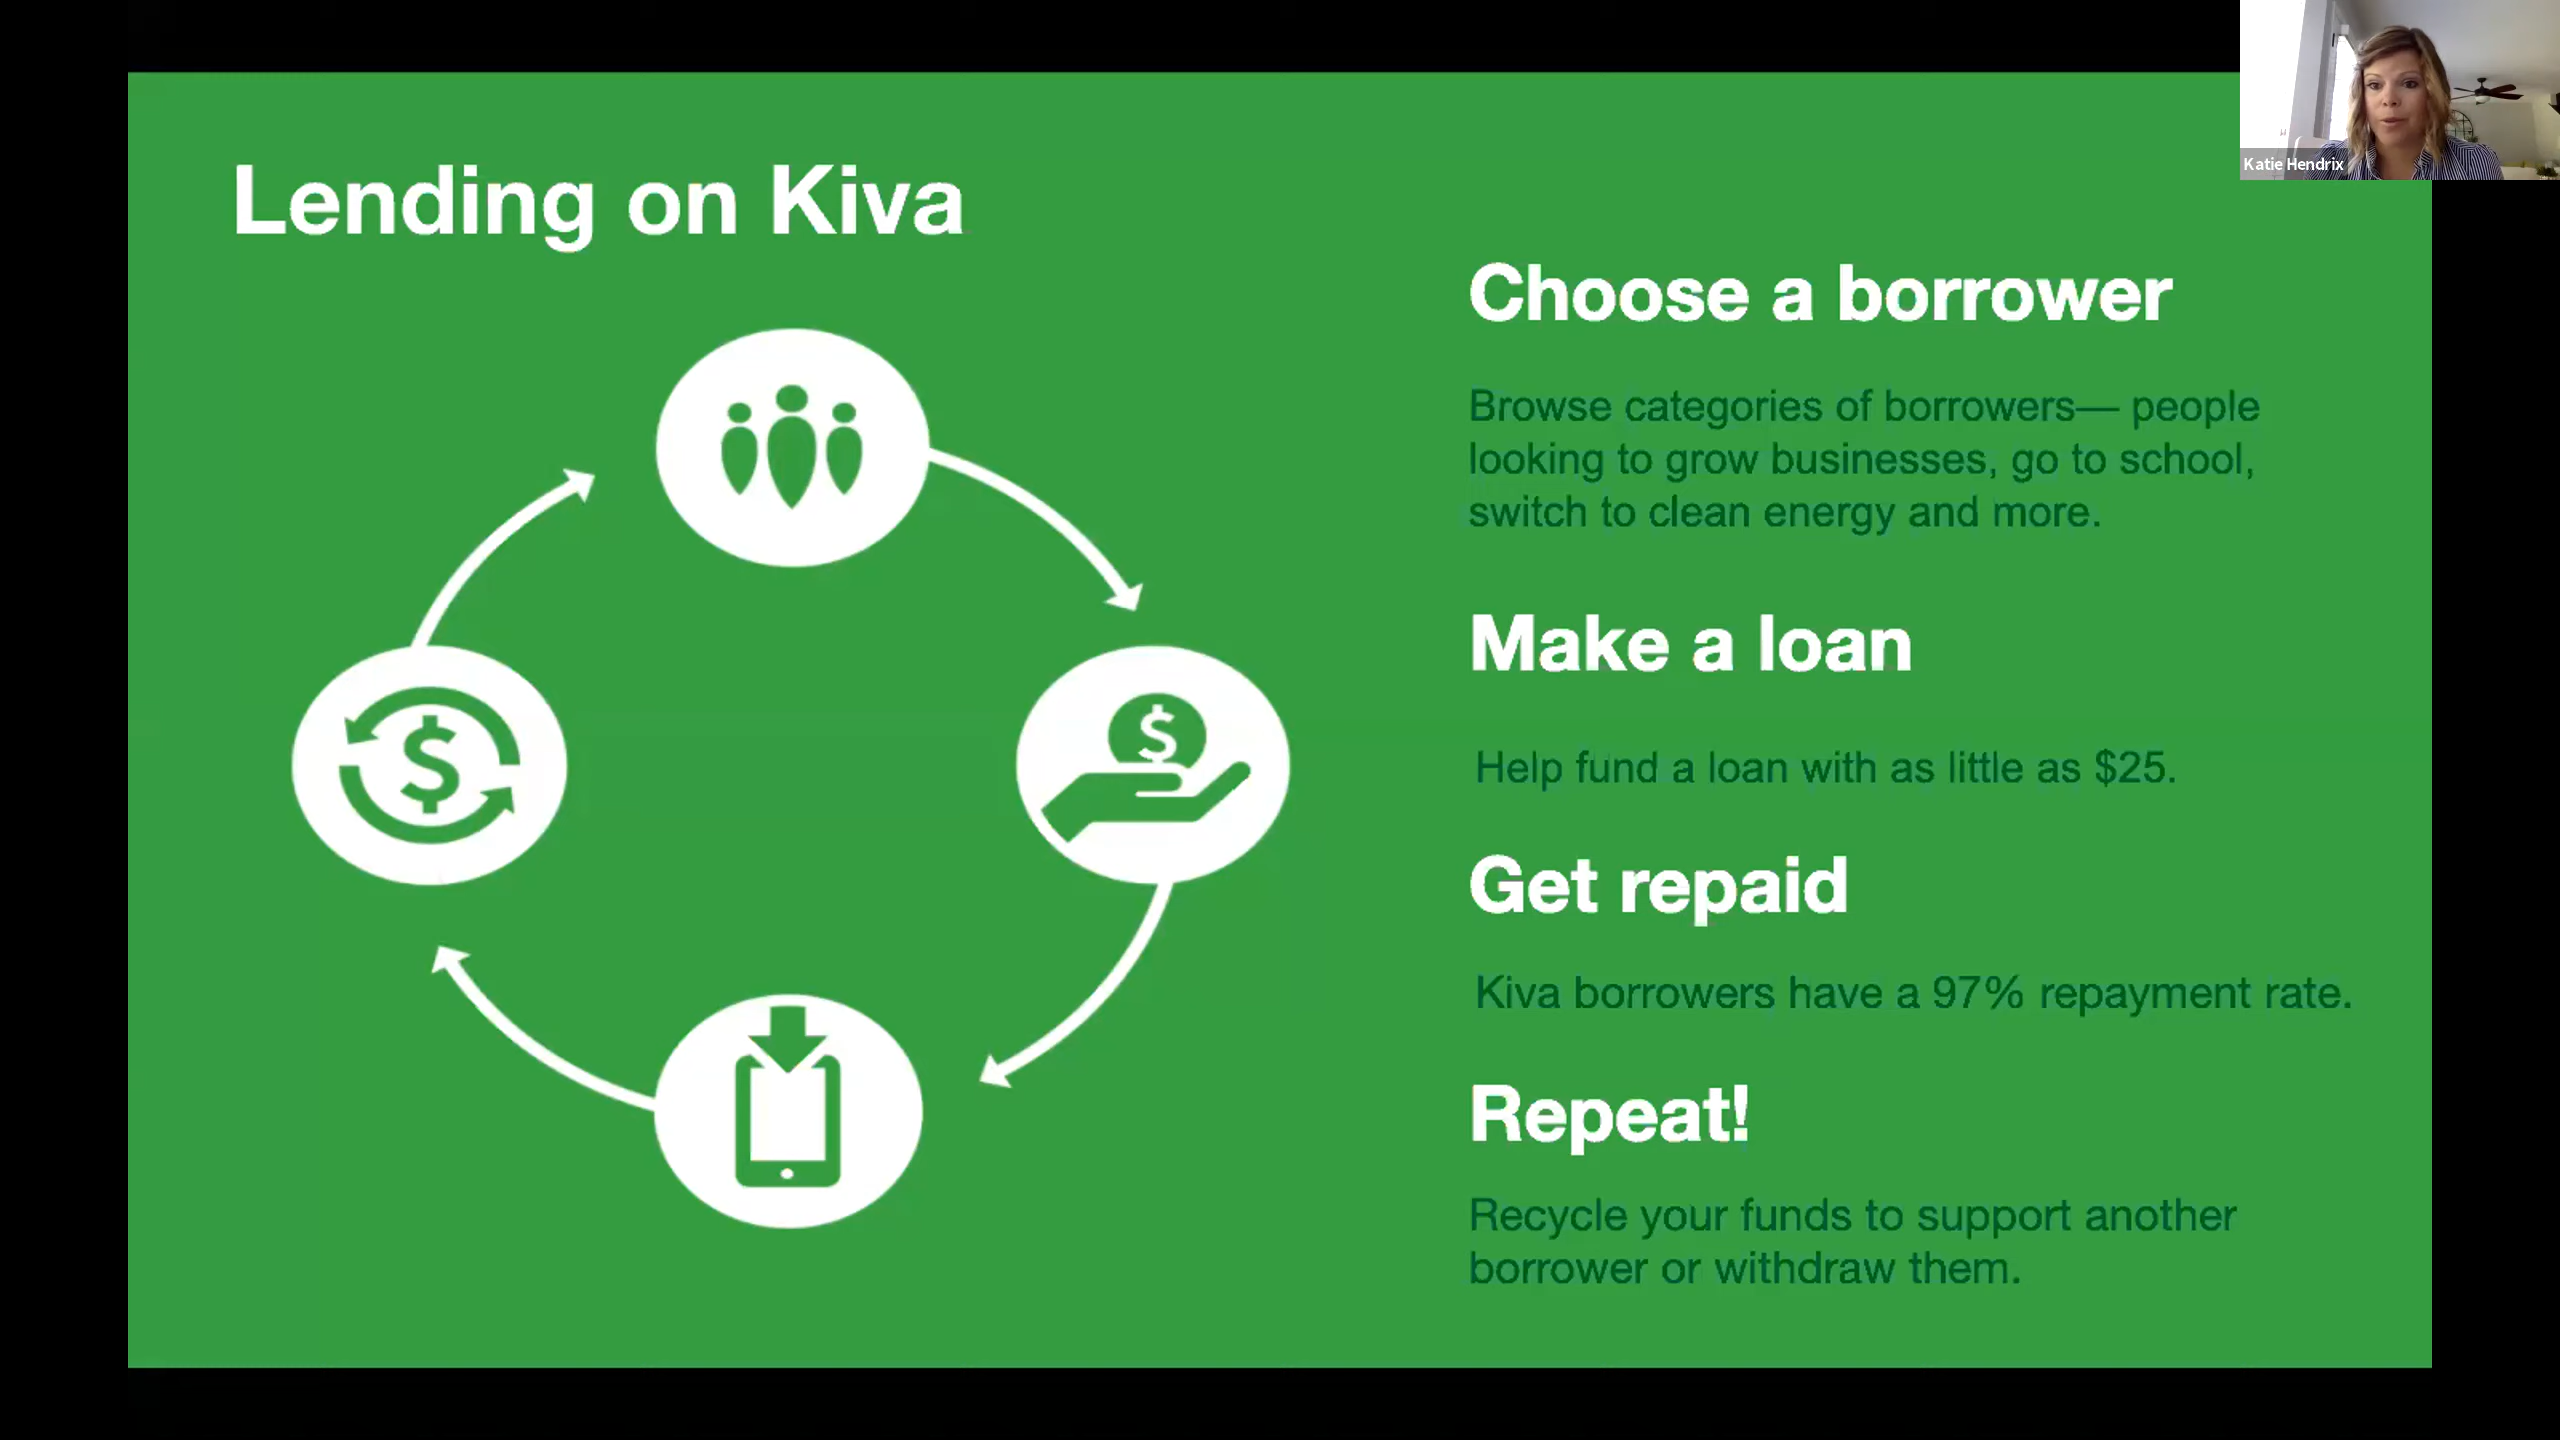 Lending on Kiva
Katie Hendrix
Choose a borrower
Browse categories of borrowers— people
looking to grow businesses, go to school,
switch to clean energy and more.
Make a loan
Help fund a loan with as little as $25.
Get repaid
Kiva borrowers have a 97% repayment rate.
Repeat!
Recycle your funds to support another
borrower or withdraw them.
$
$